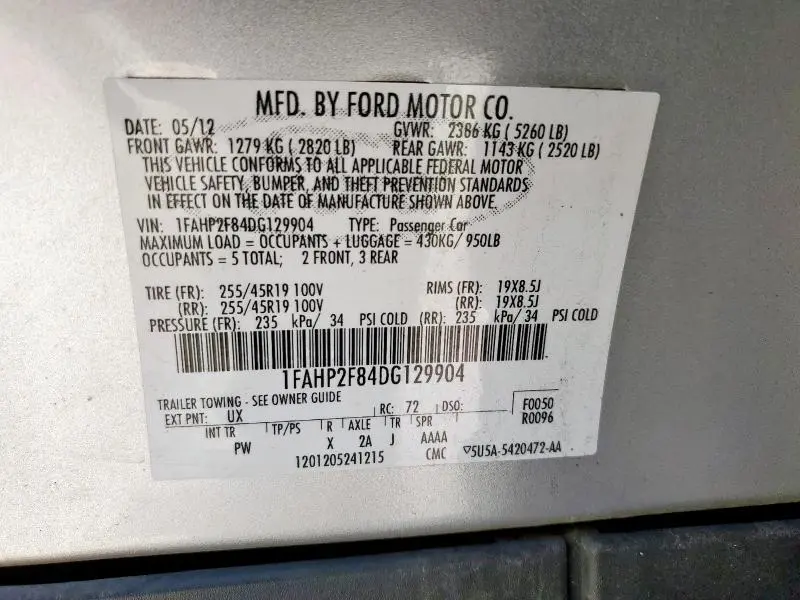 MFD. BY FORD MOTOR CO.
DATE: 05/12 GVWR: 2386 KG ( 5260 LB)
FRONT GAWR: 1279 KG ( 2820 LB) REAR GAWR: 1143 KG ( 2520 LB)
THIS VEHICLE CONFORMS TO ALL APPLICABLE FEDERAL MOTOR
VEHICLE SAFETY, BUMPER, AND THEFT PREVENTION STANDARDS
IN EFFECT ON THE DATE OF MANUFACTURE SHOWN ABOVE.
VIN: 1FAHP2F84DG129904 TYPE: Passenger Car
MAXIMUM LOAD = OCCUPANTS + LUGGAGE = 430KG/ 950LB
OCCUPANTS = 5 TOTAL; 2 FRONT, 3 REAR
TIRE (FR): 255/45R19 100V RIMS (FR): 19X8.5J
(RR): 255/45R19 100V (RR): 19X8.5J
PRESSURE (FR): 235 kPa/ 34 PSI COLD (RR): 235 kPa/ 34 PSI COLD
1FAHP2F84DG129904
TRAILER TOWING - SEE OWNER GUIDE
EXT PNT: UX RC: 72 DSO: F0050
R0096
INT TR TP/PS R AXLE TR SPR
PW X 2A J AAAA
1201205241215 CMC ▽5U5A-5420472-AA